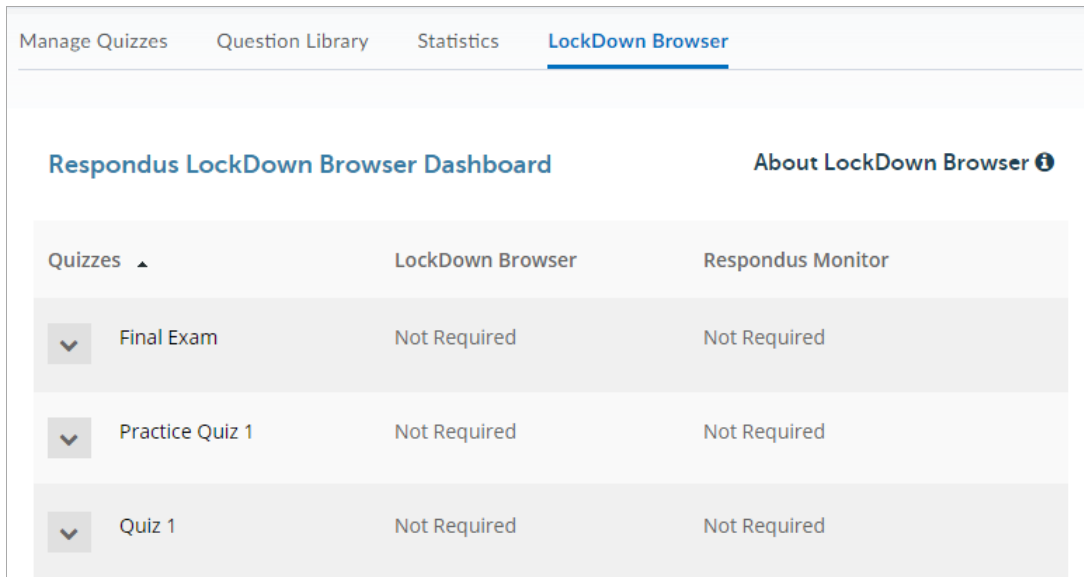 Manage Quizzes Question Library Statistics LockDown Browser
Respondus LockDown Browser Dashboard About LockDown Browser
Quizzes LockDown Browser Respondus Monitor
Final Exam Not Required Not Required
Practice Quiz 1 Not Required Not Required
Quiz 1 Not Required Not Required